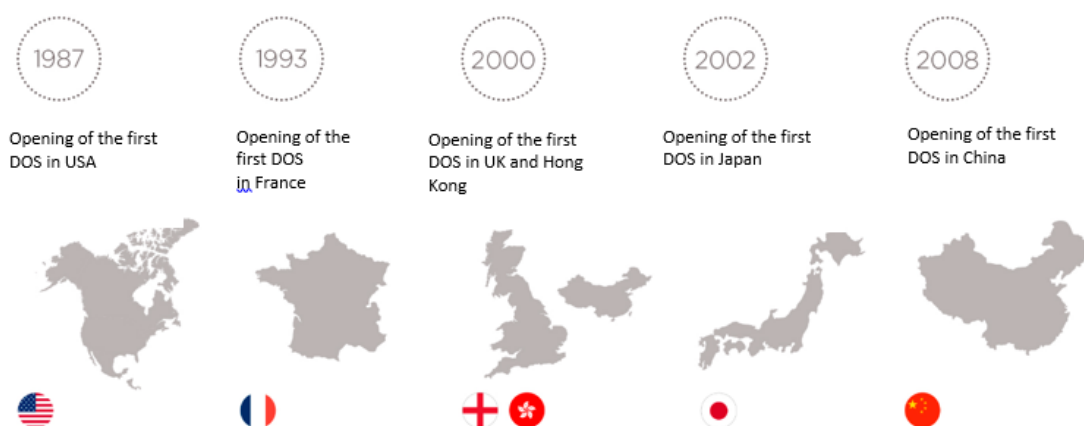 1987
1993
2000
2002
2008
Opening of the first
DOS in USA
Opening of the
first DOS
in France
Opening of the first
DOS in UK and Hong
Kong
Opening of the first
DOS in Japan
Opening of the first
DOS in China